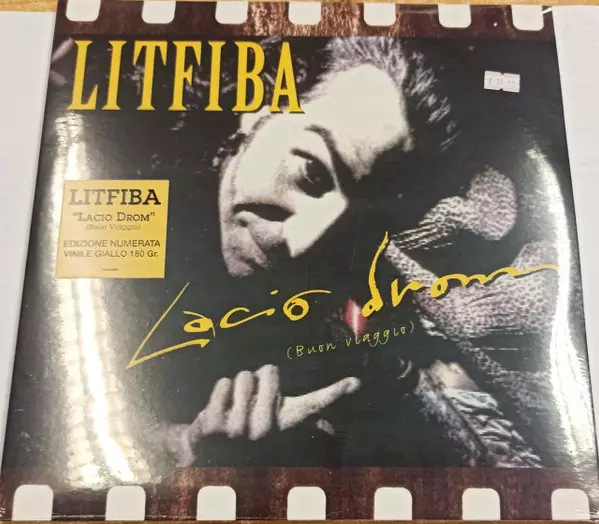 LITFIBA
LITFIBA
"LACIO DROM"
(Buon Viaggio)
EDIZIONE NUMERATA
VINILE GIALLO 180 Gr.
Lacio drom
(Buon viaggio)